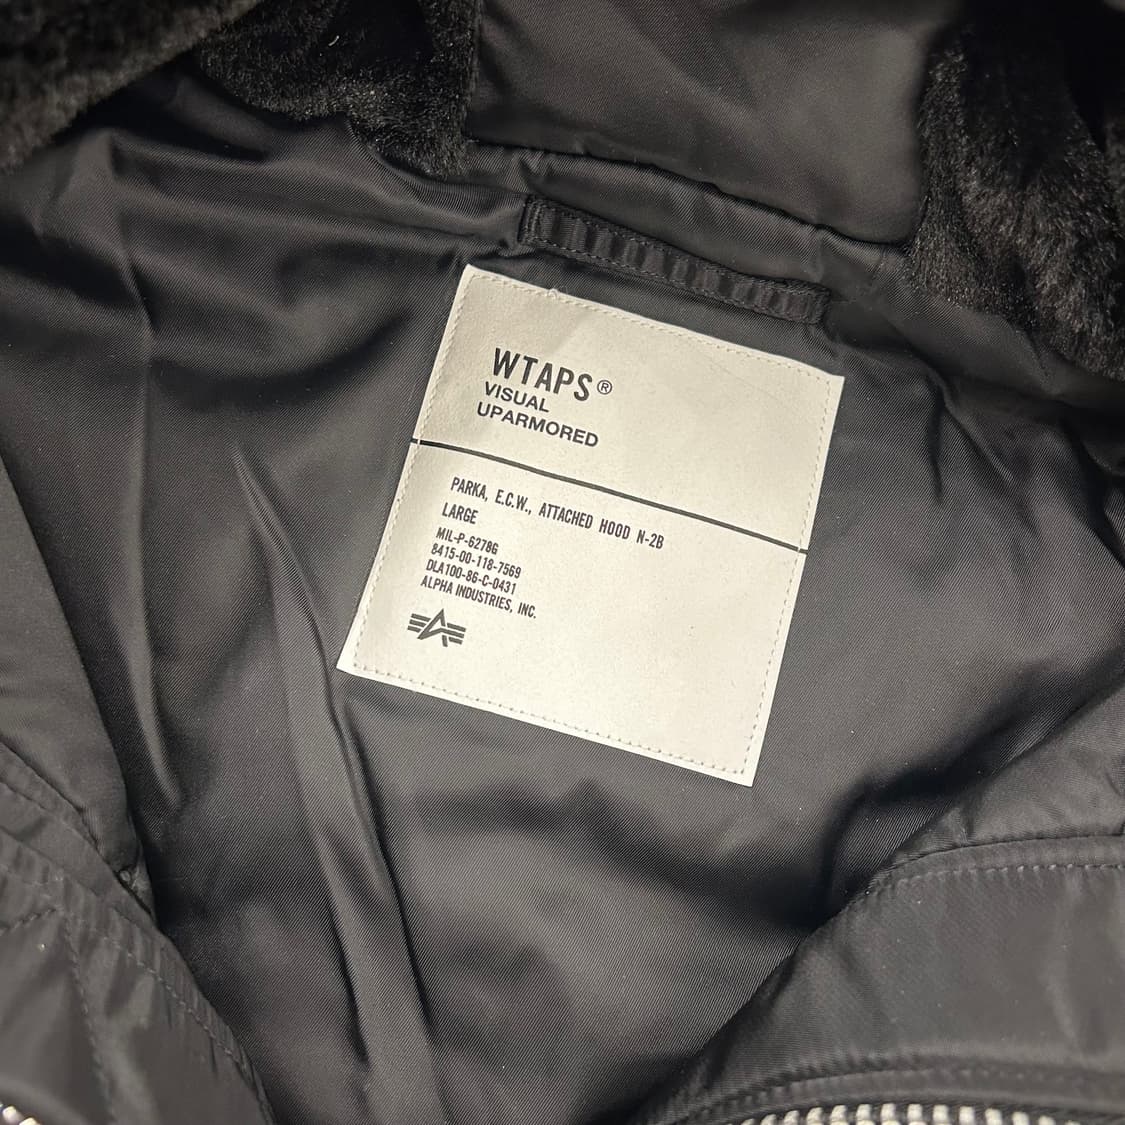 WTAPS®
VISUAL
UPARMORED
PARKA, E.C.W., ATTACHED HOOD N-2B
LARGE
MIL-P-6278G
8415-00-118-7569
DLA100-86-C-0431
ALPHA INDUSTRIES, INC.